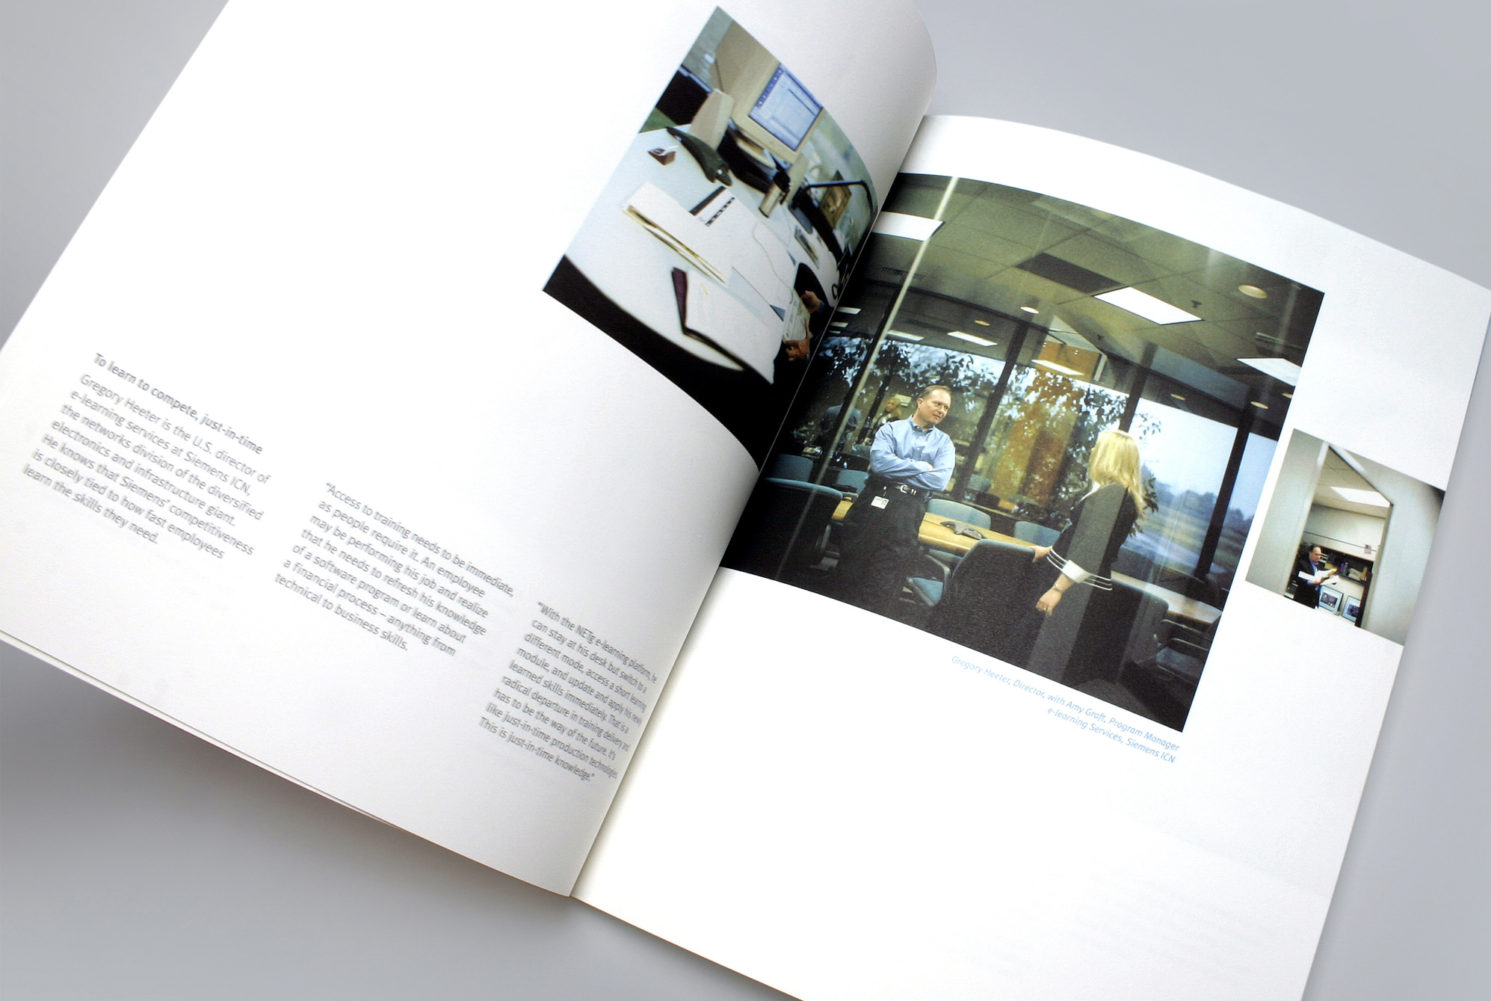 To learn to compete, just-in-time
Gregory Heeter is the U.S. director of
e-learning services at Siemens ICN,
the networks division of the diversified
electronics and infrastructure giant.
He knows that Siemens’ competitiveness
is closely tied to how fast employees
learn the skills they need.
“Access to training needs to be immediate,
as people require it. An employee
may be performing his job, and realize
that he needs to refresh his knowledge
of a software program or learn about
a financial process – anything from
technical to business skills.
“With the NETg e-learning platform, he
can stay at his desk but switch to a
different mode, access a short learning
module, and update and apply his newly
learned skills immediately. That is a
radical departure in training delivery and
has to be the way of the future. It’s
like just-in-time production technologies.
This is just-in-time knowledge.”
Gregory Heeter, Director, with Amy Groft, Program Manager
e-learning Services, Siemens ICN